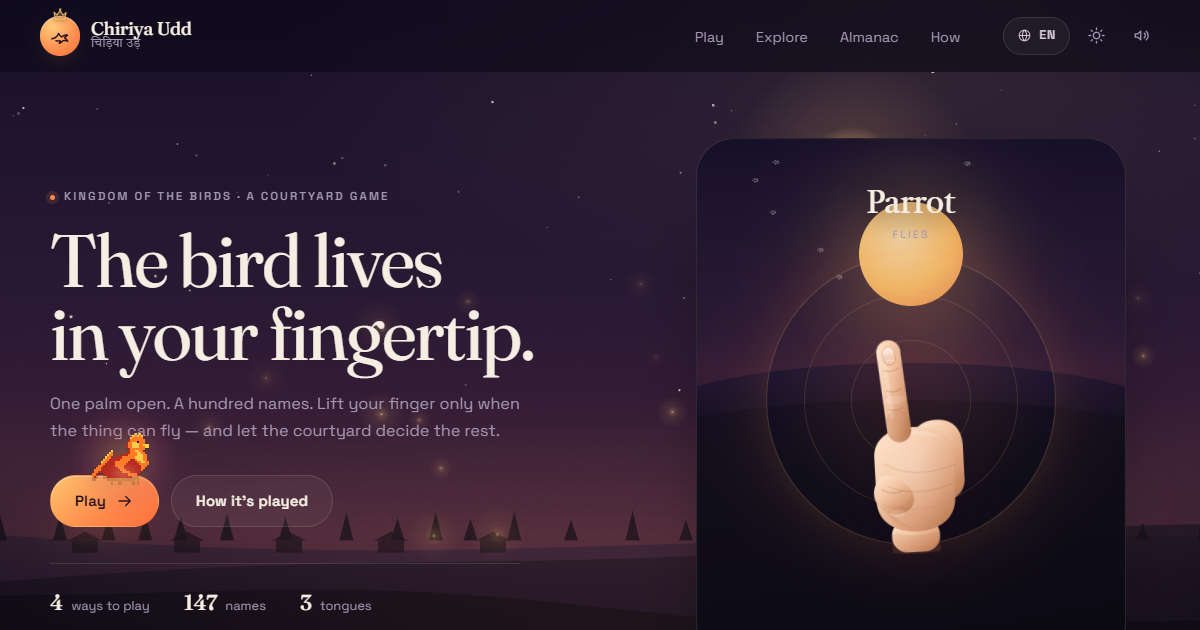 Chiriya Udd
चिड़िया उड़
Play
Explore
Almanac
How
EN
KINGDOM OF THE BIRDS · A COURTYARD GAME
The bird lives
in your fingertip.
One palm open. A hundred names. Lift your finger only when
the thing can fly — and let the courtyard decide the rest.
Play →
How it's played
4 ways to play
147 names
3 tongues
Parrot
FLIES